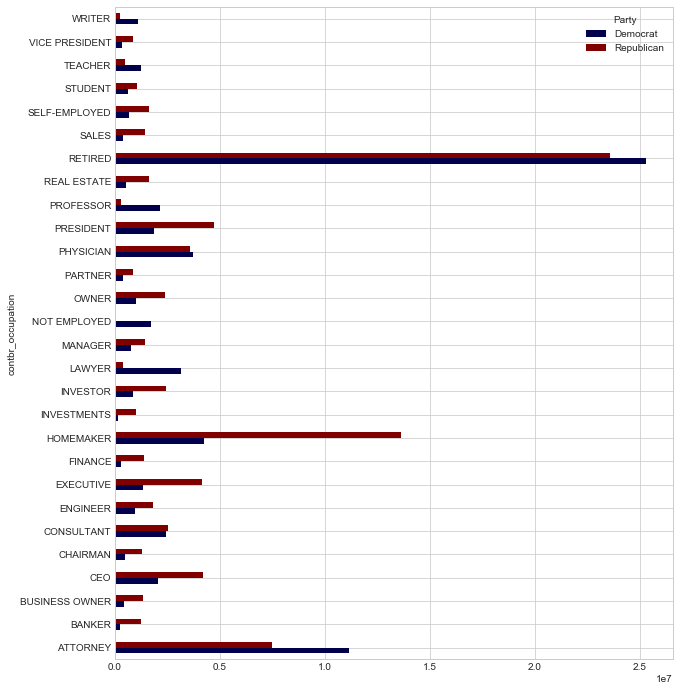 Party
Democrat
Republican
contbr_occupation
WRITER
VICE PRESIDENT
TEACHER
STUDENT
SELF-EMPLOYED
SALES
RETIRED
REAL ESTATE
PROFESSOR
PRESIDENT
PHYSICIAN
PARTNER
OWNER
NOT EMPLOYED
MANAGER
LAWYER
INVESTOR
INVESTMENTS
HOMEMAKER
FINANCE
EXECUTIVE
ENGINEER
CONSULTANT
CHAIRMAN
CEO
BUSINESS OWNER
BANKER
ATTORNEY
0.0 0.5 1.0 1.5 2.0 2.5
1e7